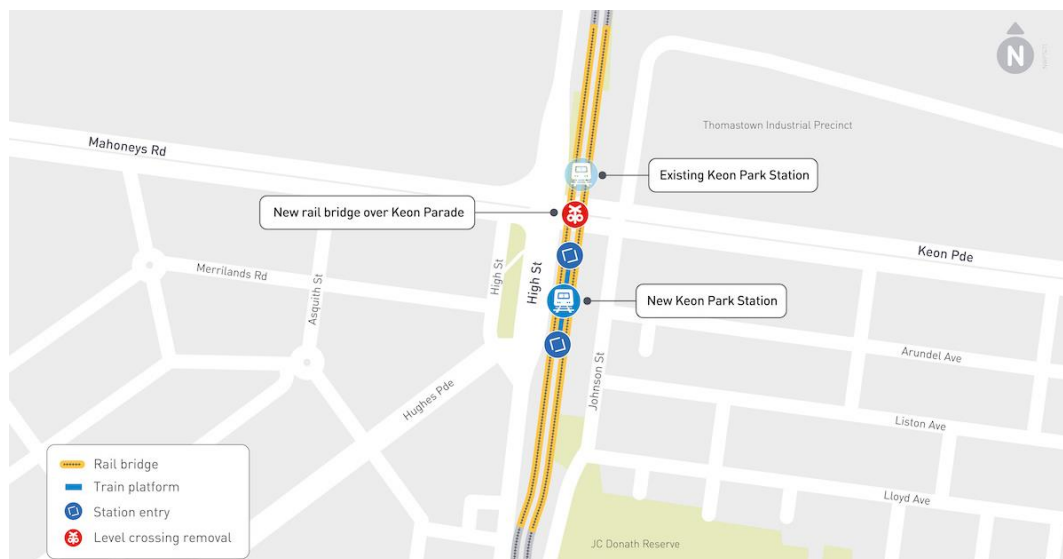 N
Thomastown Industrial Precinct
Mahoneys Rd
Existing Keon Park Station
New rail bridge over Keon Parade
Keon Pde
Merrilands Rd
Asquith St
High St
High St
New Keon Park Station
Arundel Ave
Johnson St
Hughes Pde
Liston Ave
Rail bridge
Train platform
Station entry
Level crossing removal
Lloyd Ave
JC Donath Reserve